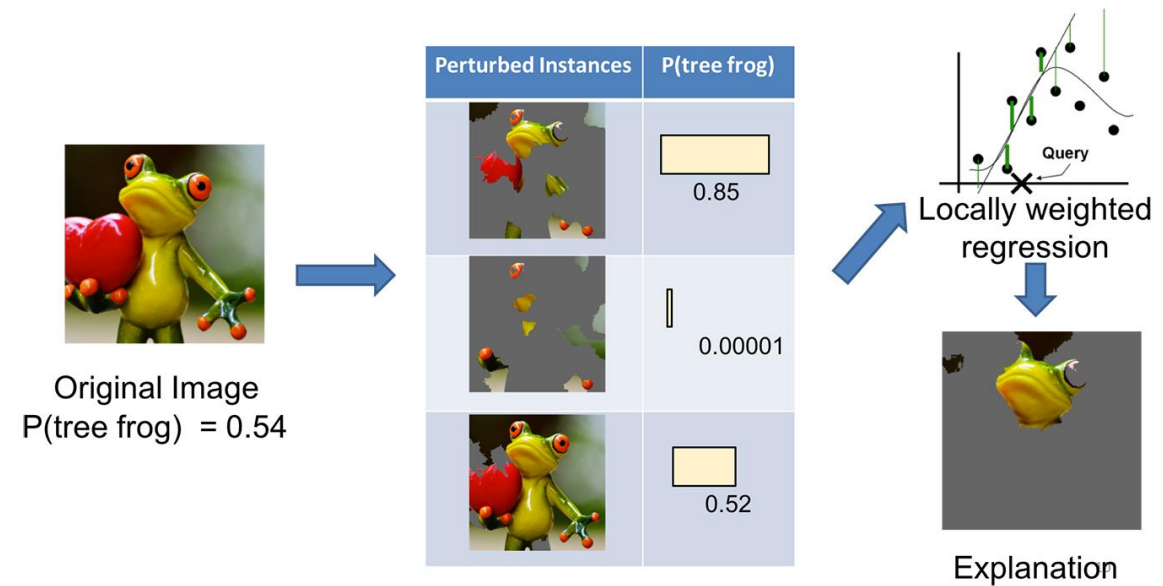 Original Image
P(tree frog) = 0.54
Perturbed Instances
P(tree frog)
0.85
0.00001
0.52
Query
Locally weighted
regression
Explanation